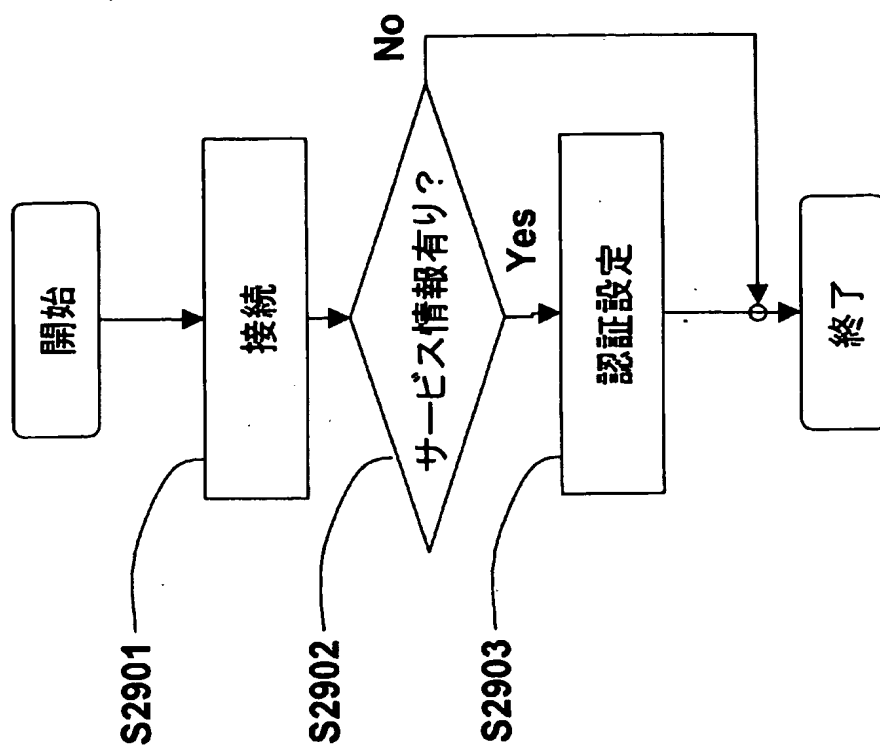 開始
S2901
接続
S2902
サービス情報有り？
No
Yes
S2903
認証設定
終了